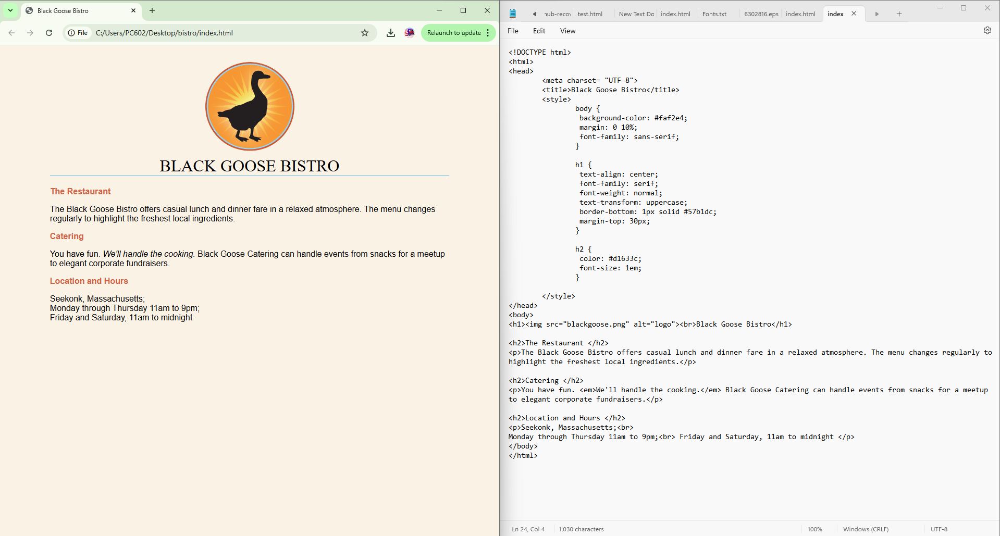 Black Goose Bistro
File
C:/Users/PC602/Desktop/bistro/index.html
Relaunch to update
BLACK GOOSE BISTRO
The Restaurant
The Black Goose Bistro offers casual lunch and dinner fare in a relaxed atmosphere. The menu changes
regularly to highlight the freshest local ingredients.
Catering
You have fun. We'll handle the cooking. Black Goose Catering can handle events from snacks for a meetup
to elegant corporate fundraisers.
Location and Hours
Seekonk, Massachusetts;
Monday through Thursday 11am to 9pm;
Friday and Saturday, 11am to midnight
test.html New Text Do index.html Fonts.txt 6302816.eps index.html index
File Edit View
<!DOCTYPE html>
<html>
<head>
<meta charset= "UTF-8">
<title>Black Goose Bistro</title>
<style>
body {
background-color: #faf2e4;
margin: 0 10%;
font-family: sans-serif;
}
h1 {
text-align: center;
font-family: serif;
font-weight: normal;
text-transform: uppercase;
border-bottom: 1px solid #57b1dc;
margin-top: 30px;
}
h2 {
color: #d1633c;
font-size: 1em;
}
</style>
</head>
<body>
<h1><img src="blackgoose.png" alt="logo"><br>Black Goose Bistro</h1>
<h2>The Restaurant </h2>
<p>The Black Goose Bistro offers casual lunch and dinner fare in a relaxed atmosphere. The menu changes regularly to
highlight the freshest local ingredients.</p>
<h2>Catering </h2>
<p>You have fun. <em>We'll handle the cooking.</em> Black Goose Catering can handle events from snacks for a meetup
to elegant corporate fundraisers.</p>
<h2>Location and Hours </h2>
<p>Seekonk, Massachusetts;<br>
Monday through Thursday 11am to 9pm;<br> Friday and Saturday, 11am to midnight </p>
</body>
</html>
Ln 24, Col 4 1,030 characters 100% Windows (CRLF) UTF-8